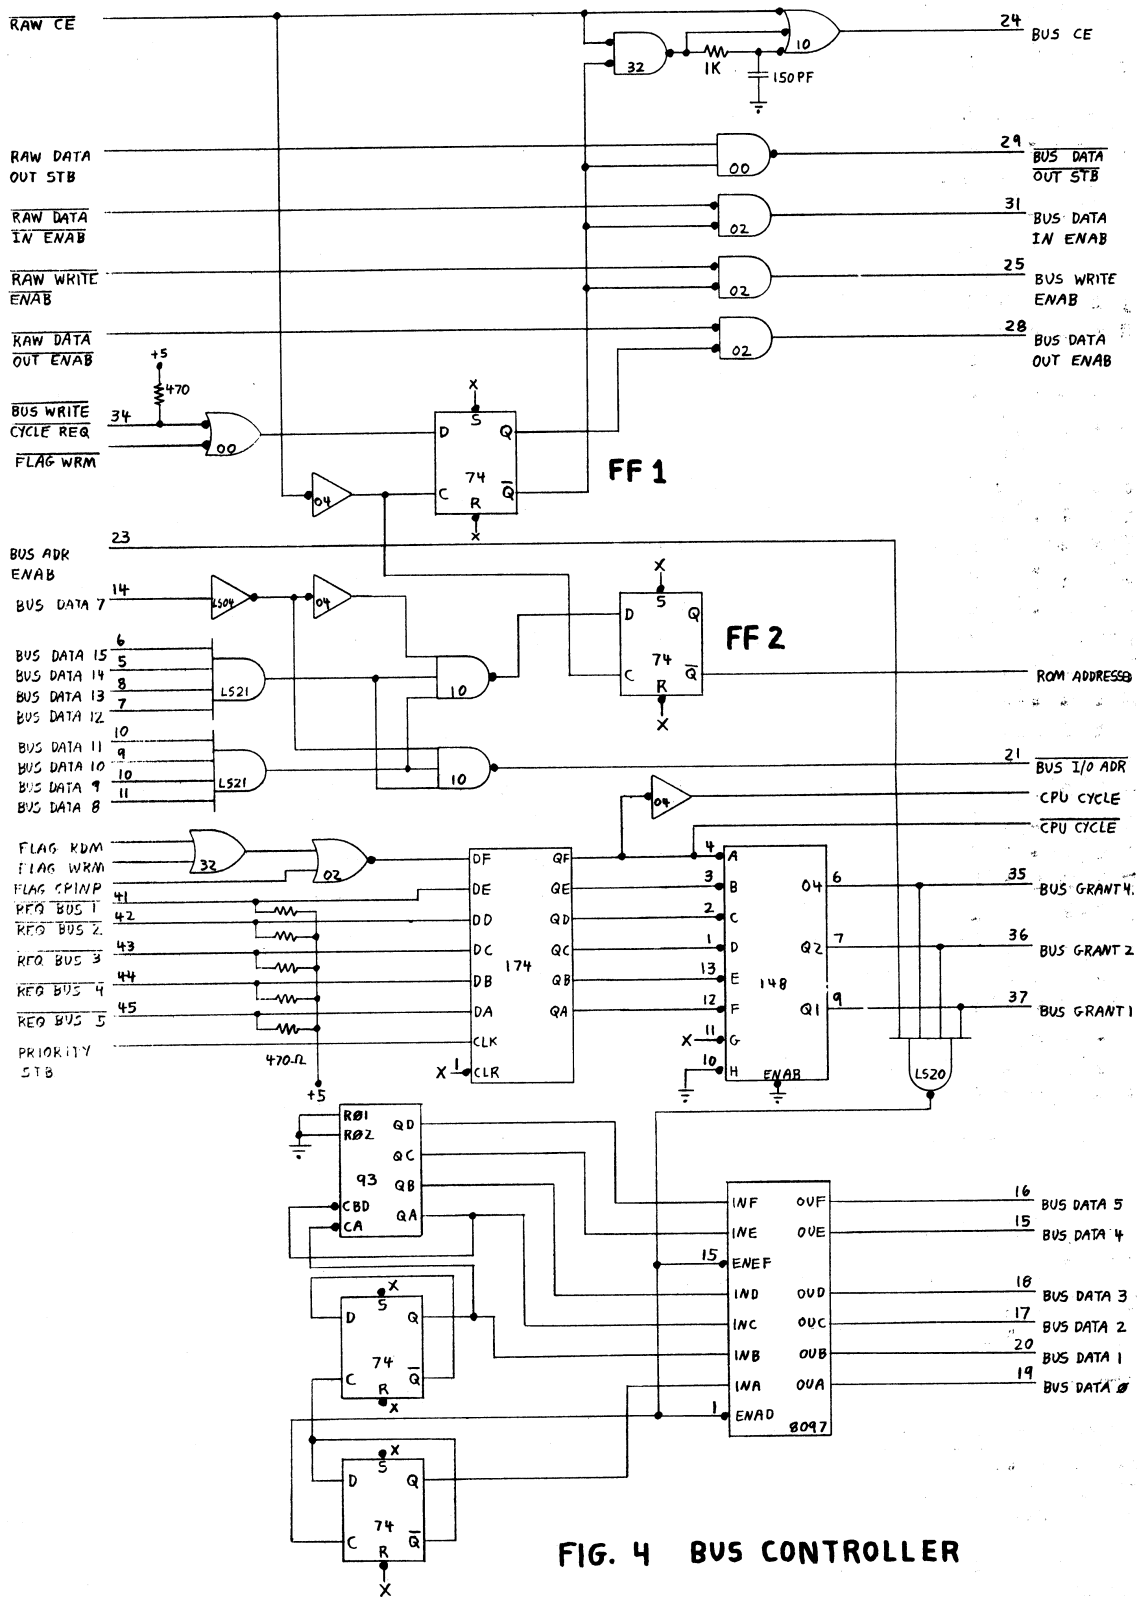 RAW CE
24
BUS CE
32
1K
10
150PF
RAW DATA
OUT STB
00
29
BUS DATA
OUT STB
RAW DATA
IN ENAB
02
31
BUS DATA
IN ENAB
RAW WRITE
ENAB
02
25
BUS WRITE
ENAB
RAW DATA
OUT ENAB
02
28
BUS DATA
OUT ENAB
+5
470
BUS WRITE
CYCLE REQ
34
FLAG WRM
00
X
S
D
Q
74
C
R
Q
X
FF 1
04
23
BUS ADR
ENAB
14
BUS DATA 7
LS04
04
X
S
D
Q
74
C
R
Q
X
FF 2
ROM ADDRESSED
6
BUS DATA 15
5
BUS DATA 14
8
BUS DATA 13
7
BUS DATA 12
LS21
10
10
BUS DATA 11
9
BUS DATA 10
10
BUS DATA 9
11
BUS DATA 8
LS21
10
21
BUS I/O ADR
04
CPU CYCLE
CPU CYCLE
FLAG RDM
FLAG WRM
FLAG CPINP
32
02
41
REQ BUS 1
42
REQ BUS 2
43
REQ BUS 3
44
REQ BUS 4
45
REQ BUS 5
PRIORITY
STB
470Ω
+5
DF QF
DE QE
DD QD
DC QC
174
DB QB
DA QA
CLK
X 1 CLR
4 A
3 B
2 C
1 D
13 E
12 F
X 11 G
10 H
148
ENAB
O4 6
Q2 7
Q1 9
35
BUS GRANT 4
36
BUS GRANT 2
37
BUS GRANT 1
LS20
RØ1
RØ2
QD
QC
93
QB
CBD
QA
CA
X
S
D
Q
74
C
R
Q
X
X
S
D
Q
74
C
R
Q
X
INF OUF
INE OUE
15 ENEF
IND OUD
INC OUC
INB OUB
INA OUA
1 ENAD
8097
16
BUS DATA 5
15
BUS DATA 4
18
BUS DATA 3
17
BUS DATA 2
20
BUS DATA 1
19
BUS DATA Ø
FIG. 4 BUS CONTROLLER